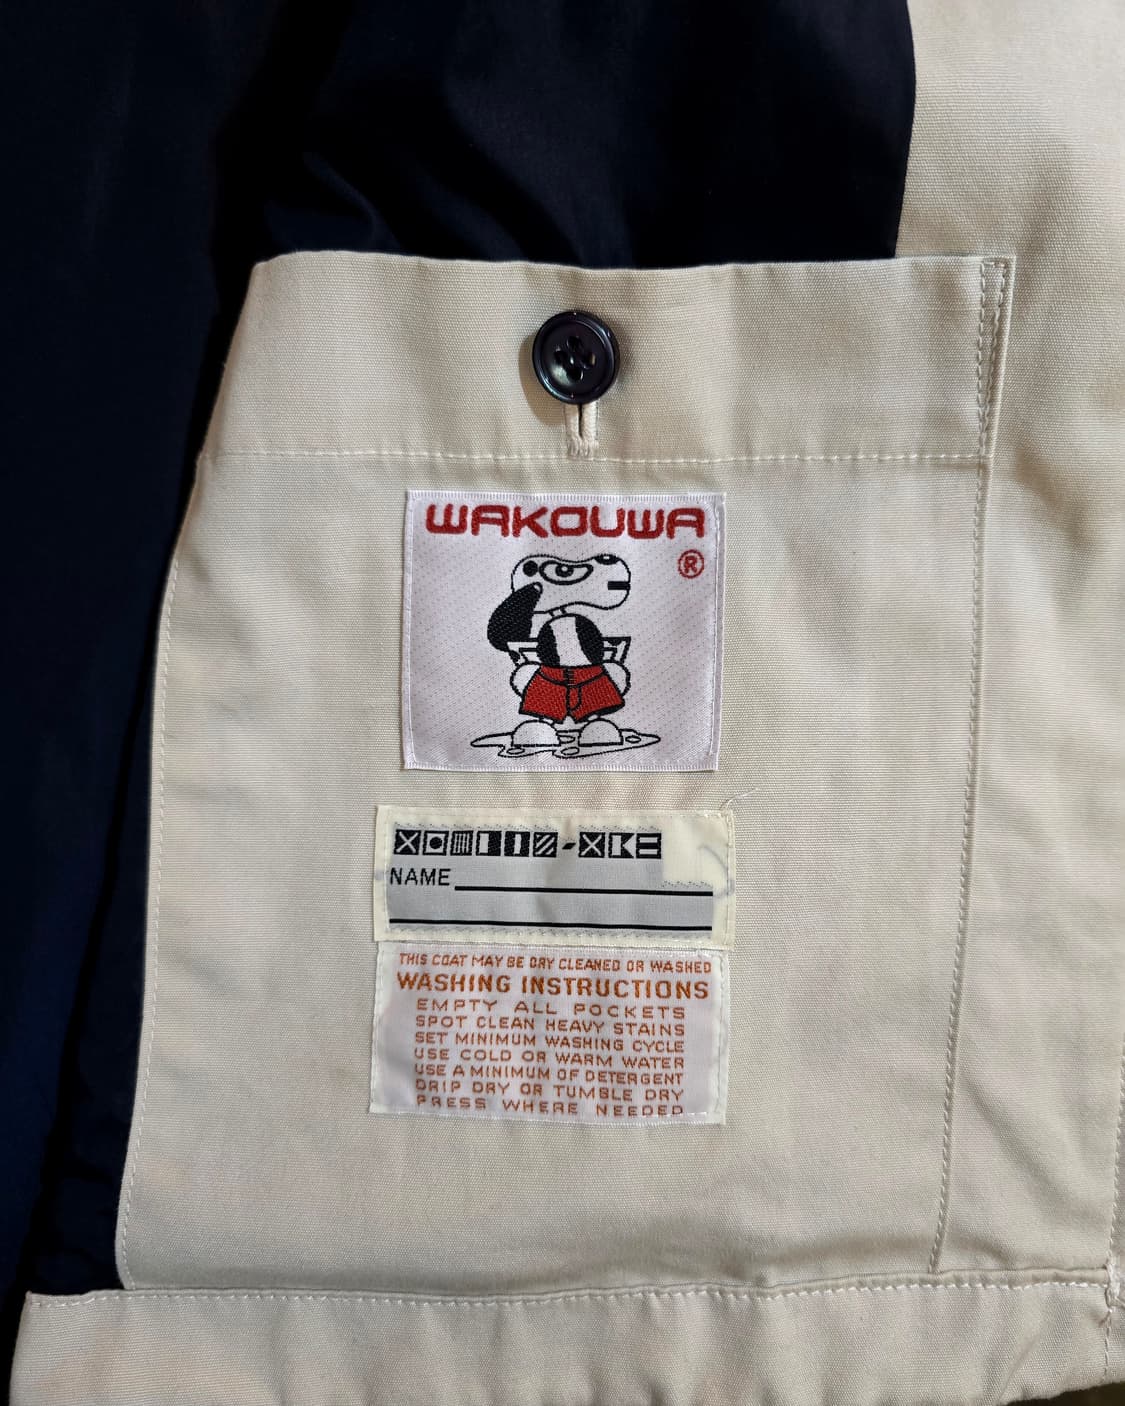 WAKOUWA
®
NAME
THIS COAT MAY BE DRY CLEANED OR WASHED
WASHING INSTRUCTIONS
EMPTY ALL POCKETS
SPOT CLEAN HEAVY STAINS
SET MINIMUM WASHING CYCLE
USE COLD OR WARM WATER
USE A MINIMUM OF DETERGENT
DRIP DRY OR TUMBLE DRY
PRESS WHERE NEEDED